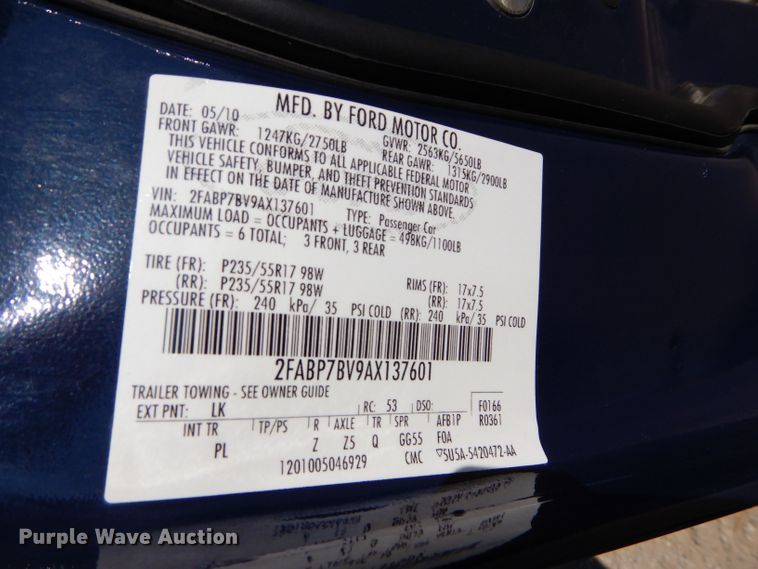 MFD. BY FORD MOTOR CO.
DATE: 05/10 GVWR: 2563KG/5650LB
FRONT GAWR: 1247KG/2750LB REAR GAWR: 1315KG/2900LB
THIS VEHICLE CONFORMS TO ALL APPLICABLE FEDERAL MOTOR
VEHICLE SAFETY, BUMPER, AND THEFT PREVENTION STANDARDS
IN EFFECT ON THE DATE OF MANUFACTURE SHOWN ABOVE.
VIN: 2FABP7BV9AX137601 TYPE: Passenger Car
MAXIMUM LOAD = OCCUPANTS + LUGGAGE = 498KG/1100LB
OCCUPANTS = 6 TOTAL; 3 FRONT, 3 REAR
TIRE (FR): P235/55R17 98W RIMS (FR): 17x7.5
(RR): P235/55R17 98W (RR): 17x7.5
PRESSURE (FR): 240 kPa/ 35 PSI COLD (RR): 240 kPa/ 35 PSI COLD
2FABP7BV9AX137601
TRAILER TOWING - SEE OWNER GUIDE
EXT PNT: LK RC: 53 DSO: F0166
INT TR TP/PS R AXLE TR SPR AFB1P R0361
PL Z Z5 Q GG55 FOA
1201005046929 CMC ▽5U5A-5420472-AA
Purple Wave Auction